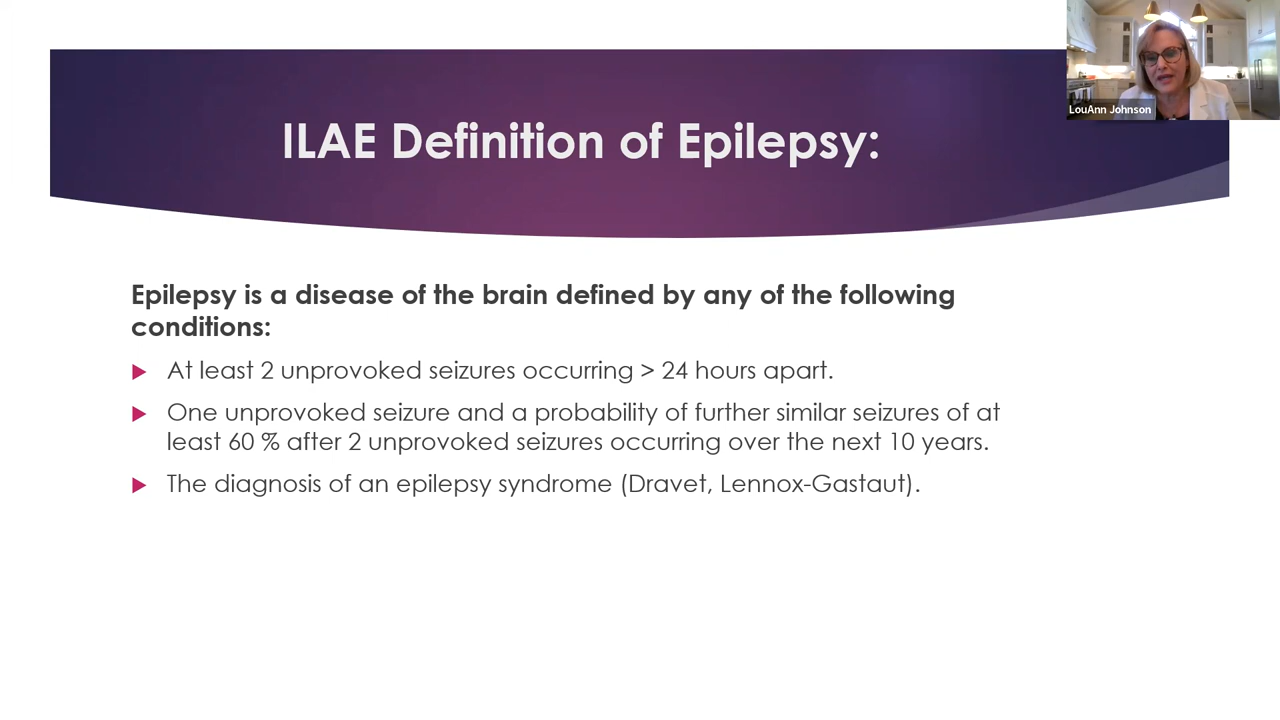 LouAnn Johnson
ILAE Definition of Epilepsy:
Epilepsy is a disease of the brain defined by any of the following
conditions:
At least 2 unprovoked seizures occurring > 24 hours apart.
One unprovoked seizure and a probability of further similar seizures of at
least 60 % after 2 unprovoked seizures occurring over the next 10 years.
The diagnosis of an epilepsy syndrome (Dravet, Lennox-Gastaut).